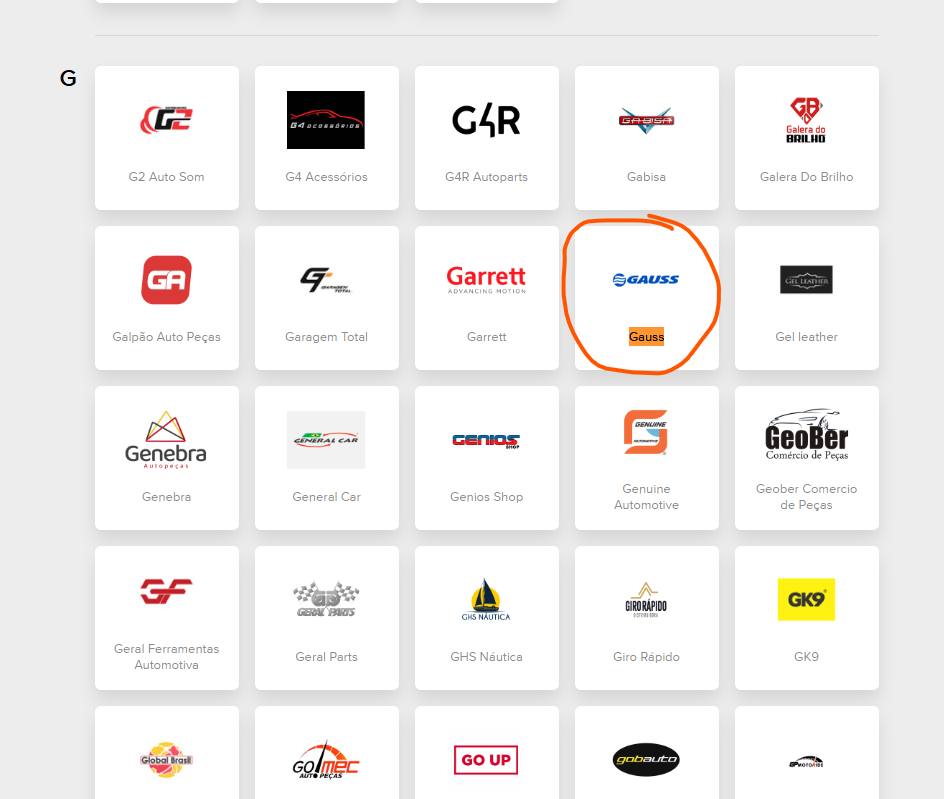 G
G2
G2 Auto Som
G4 ACESSÓRIOS
G4 Acessórios
G4R
G4R Autoparts
GABISA
Gabisa
GB
Galera do
BRILHO
Galera Do Brilho
GA
Galpão Auto Peças
GT
GARAGEM
TOTAL
Garagem Total
Garrett
ADVANCING MOTION
Garrett
GAUSS
Gauss
GEL LEATHER
Gel leather
Genebra
Autopeças
Genebra
GENERAL CAR
General Car
GENIOS
SHOP
Genios Shop
GENUINE
AUTOMOTIVE
Genuine
Automotive
GEOBER
Comércio de Peças
Geober Comercio
de Peças
GF
Geral Ferramentas
Automotiva
GERAL PARTS
Geral Parts
GHS NÁUTICA
GHS Náutica
GIRO RÁPIDO
Giro Rápido
GK9
GK9
Global Brasil
GO MEC
AUTO PEÇAS
GO UP
gobauto
GP MOTORIDE